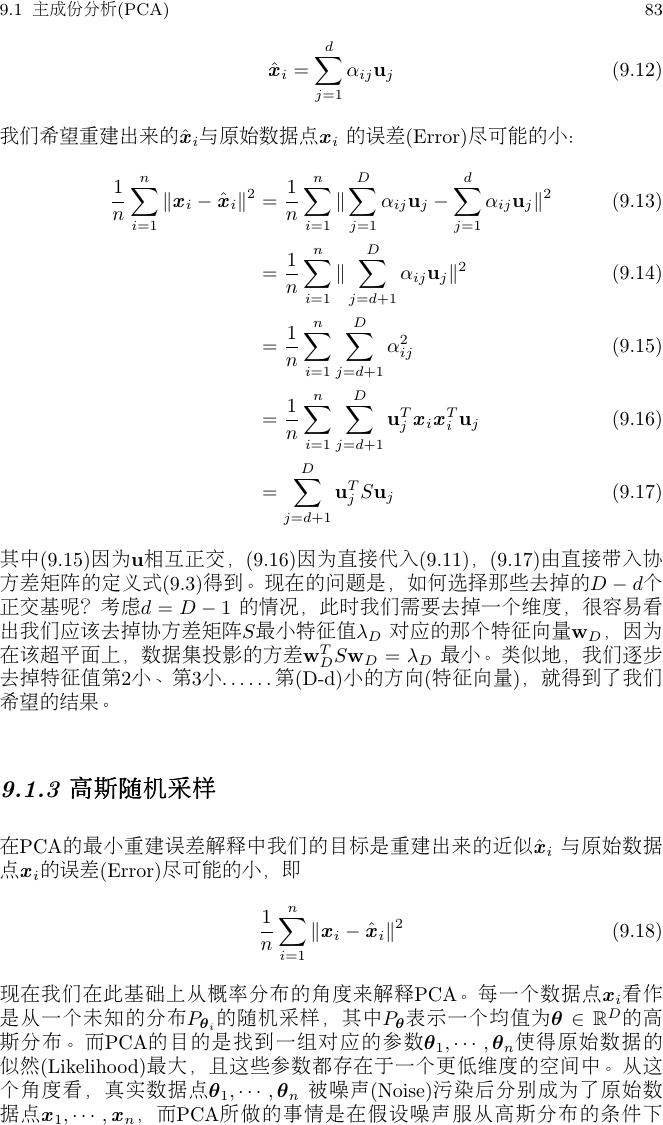 9.1 主成份分析(PCA) 83
$$\hat{\boldsymbol{x}}_i = \sum_{j=1}^{d} \alpha_{ij}\mathbf{u}_j \quad (9.12)$$
我们希望重建出来的$\hat{\boldsymbol{x}}_i$与原始数据点$\boldsymbol{x}_i$ 的误差(Error)尽可能的小:
$$\frac{1}{n}\sum_{i=1}^{n} \|\boldsymbol{x}_i - \hat{\boldsymbol{x}}_i\|^2 = \frac{1}{n}\sum_{i=1}^{n} \|\sum_{j=1}^{D} \alpha_{ij}\mathbf{u}_j - \sum_{j=1}^{d} \alpha_{ij}\mathbf{u}_j\|^2 \quad (9.13)$$
$$= \frac{1}{n}\sum_{i=1}^{n} \|\sum_{j=d+1}^{D} \alpha_{ij}\mathbf{u}_j\|^2 \quad (9.14)$$
$$= \frac{1}{n}\sum_{i=1}^{n}\sum_{j=d+1}^{D} \alpha_{ij}^2 \quad (9.15)$$
$$= \frac{1}{n}\sum_{i=1}^{n}\sum_{j=d+1}^{D} \mathbf{u}_j^T \boldsymbol{x}_i \boldsymbol{x}_i^T \mathbf{u}_j \quad (9.16)$$
$$= \sum_{j=d+1}^{D} \mathbf{u}_j^T S \mathbf{u}_j \quad (9.17)$$
其中(9.15)因为$\mathbf{u}$相互正交，(9.16)因为直接代入(9.11)，(9.17)由直接带入协
方差矩阵的定义式(9.3)得到。现在的问题是，如何选择那些去掉的$D-d$个
正交基呢？考虑$d = D-1$ 的情况，此时我们需要去掉一个维度，很容易看
出我们应该去掉协方差矩阵$S$最小特征值$\lambda_D$ 对应的那个特征向量$\mathbf{w}_D$，因为
在该超平面上，数据集投影的方差$\mathbf{w}_D^T S \mathbf{w}_D = \lambda_D$ 最小。类似地，我们逐步
去掉特征值第2小、第3小......第(D-d)小的方向(特征向量)，就得到了我们
希望的结果。
9.1.3 高斯随机采样
在PCA的最小重建误差解释中我们的目标是重建出来的近似$\hat{\boldsymbol{x}}_i$ 与原始数据
点$\boldsymbol{x}_i$的误差(Error)尽可能的小，即
$$\frac{1}{n}\sum_{i=1}^{n} \|\boldsymbol{x}_i - \hat{\boldsymbol{x}}_i\|^2 \quad (9.18)$$
现在我们在此基础上从概率分布的角度来解释PCA。每一个数据点$\boldsymbol{x}_i$看作
是从一个未知的分布$P_{\boldsymbol{\theta}_i}$的随机采样，其中$P_{\boldsymbol{\theta}}$表示一个均值为$\boldsymbol{\theta} \in \mathbb{R}^D$的高
斯分布。而PCA的目的是找到一组对应的参数$\boldsymbol{\theta}_1, \cdots, \boldsymbol{\theta}_n$使得原始数据的
似然(Likelihood)最大，且这些参数都存在于一个更低维度的空间中。从这
个角度看，真实数据点$\boldsymbol{\theta}_1, \cdots, \boldsymbol{\theta}_n$ 被噪声(Noise)污染后分别成为了原始数
据点$\boldsymbol{x}_1, \cdots, \boldsymbol{x}_n$，而PCA所做的事情是在假设噪声服从高斯分布的条件下